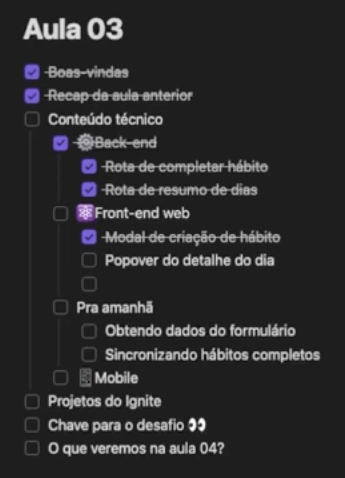 Aula 03
Boas-vindas
Recap da aula anterior
Conteúdo técnico
⚙️Back-end
Rota de completar hábito
Rota de resumo de dias
⚛️Front-end web
Modal de criação de hábito
Popover do detalhe do dia
Pra amanhã
Obtendo dados do formulário
Sincronizando hábitos completos
Mobile
Projetos do Ignite
Chave para o desafio 👀
O que veremos na aula 04?